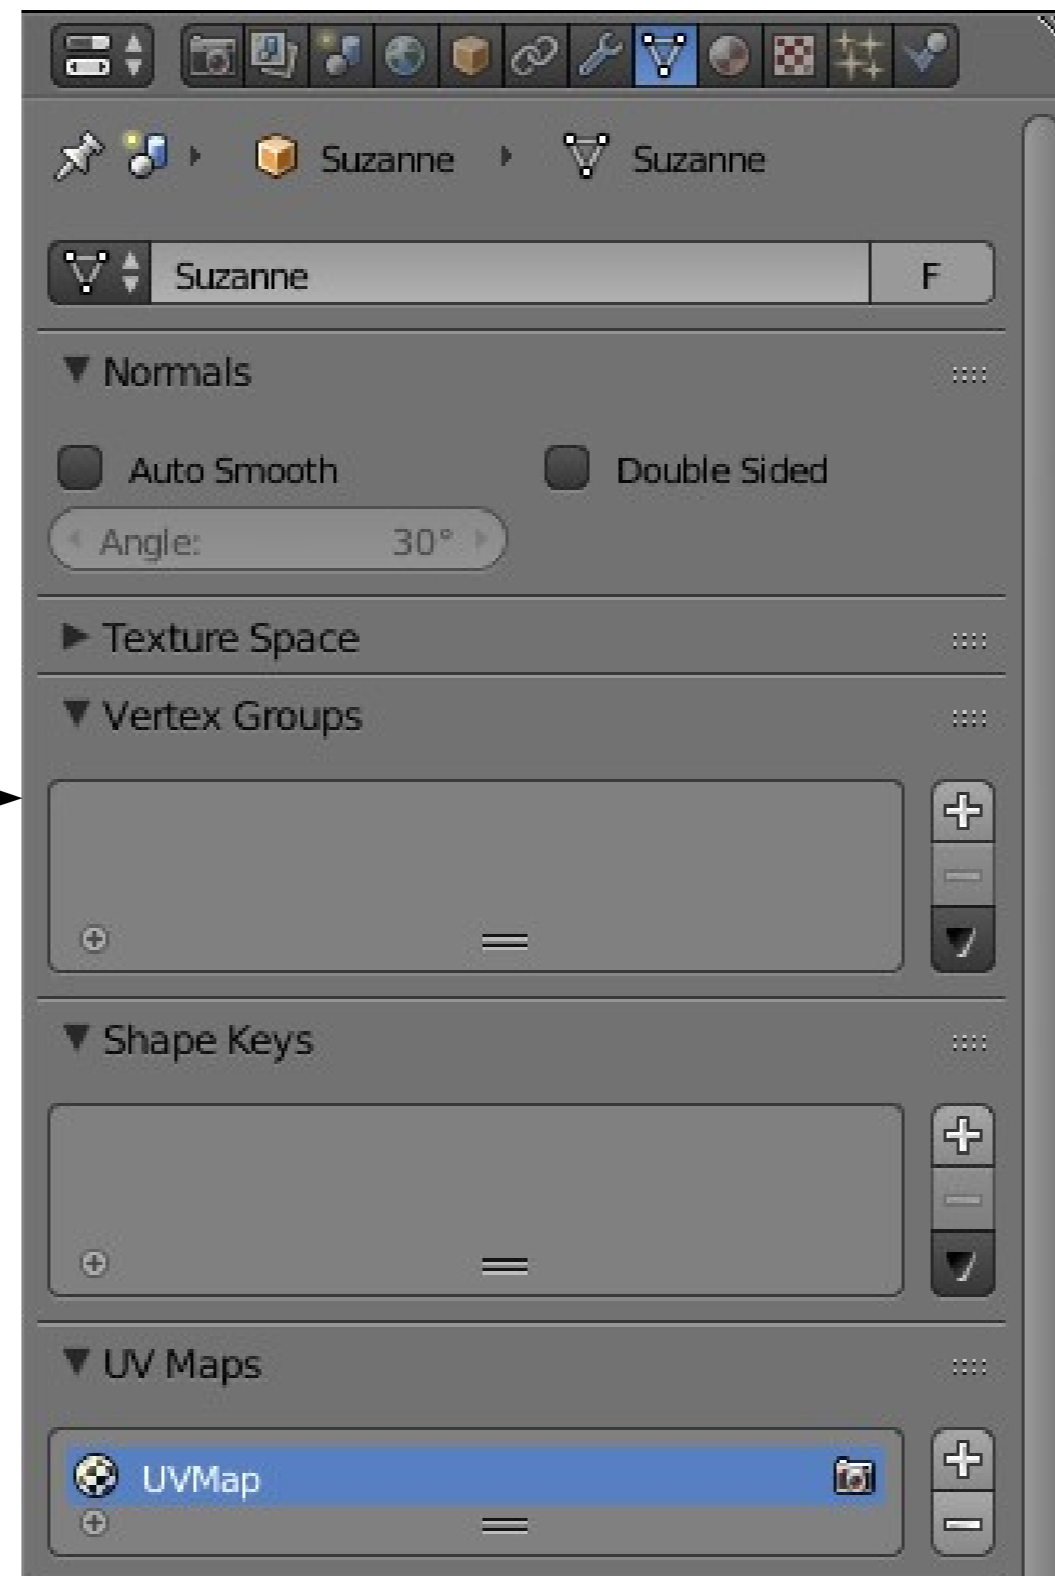 Suzanne Suzanne
Suzanne F
Normals
Auto Smooth Double Sided
Angle: 30°
Texture Space
Vertex Groups
Shape Keys
UV Maps
UVMap